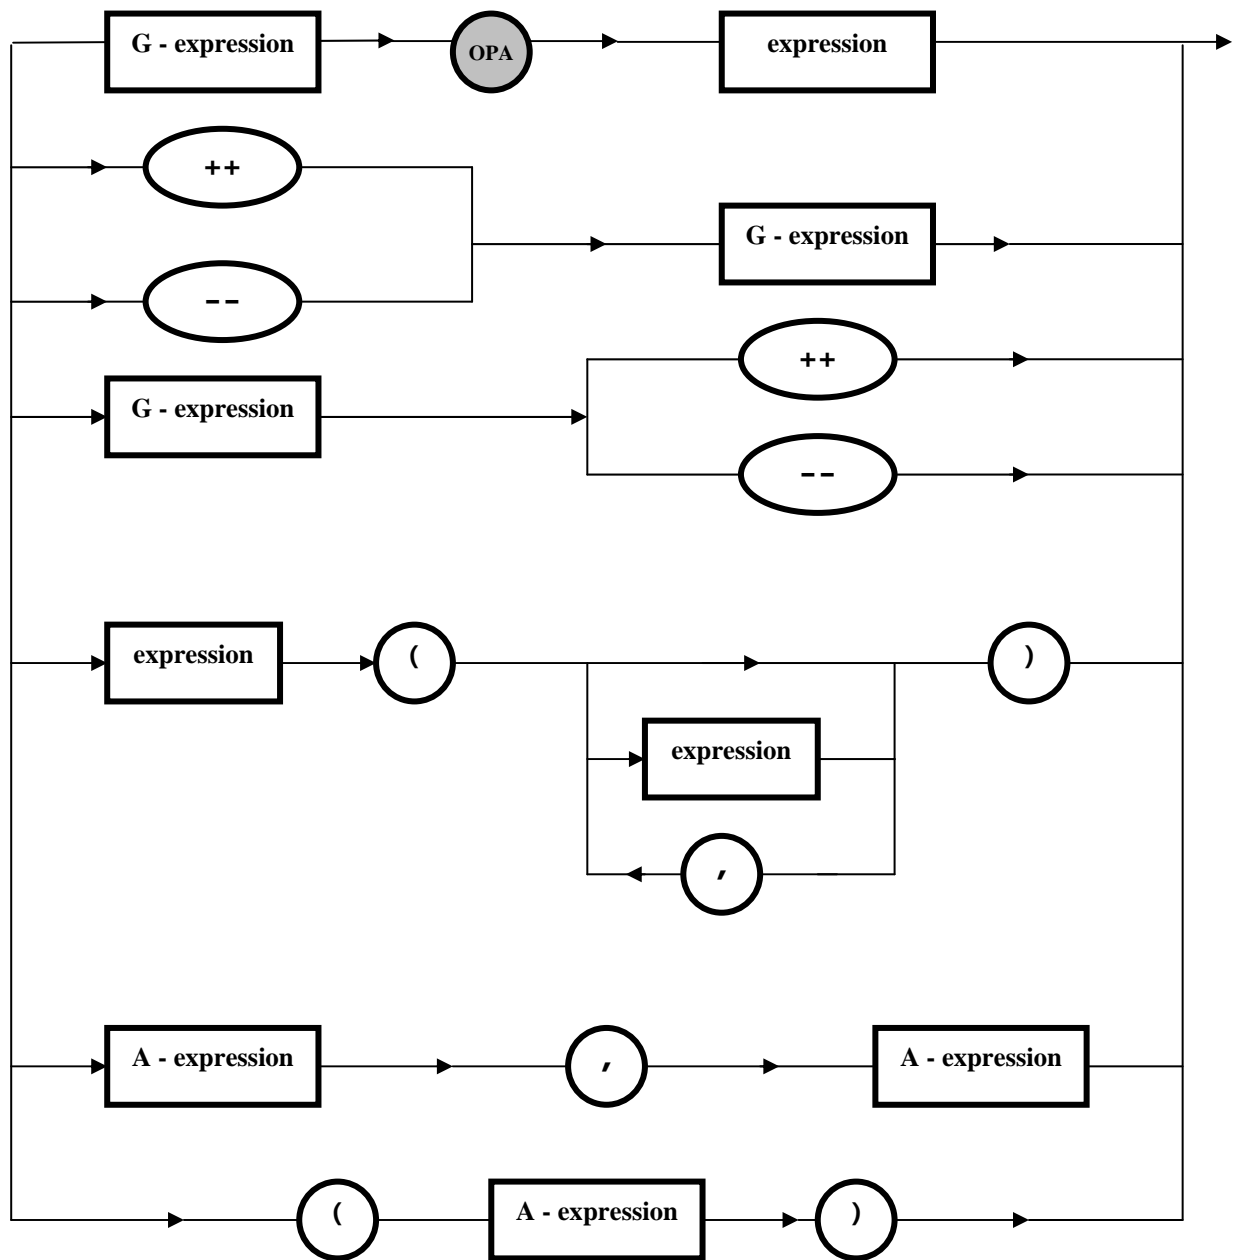 G - expression OPA expression
++
G - expression
--
++
G - expression
--
expression ( )
expression
,
A - expression , A - expression
( A - expression )